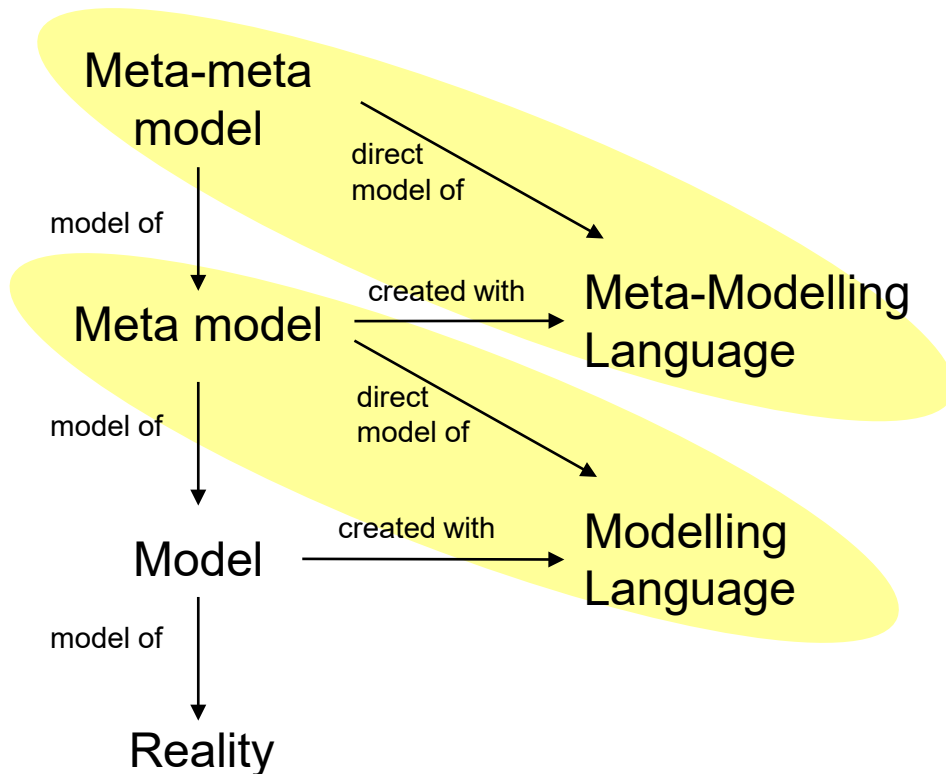 Meta-meta
model
direct
model of
model of
created with
Meta-Modelling
Language
Meta model
direct
model of
model of
created with
Modelling
Language
Model
model of
Reality